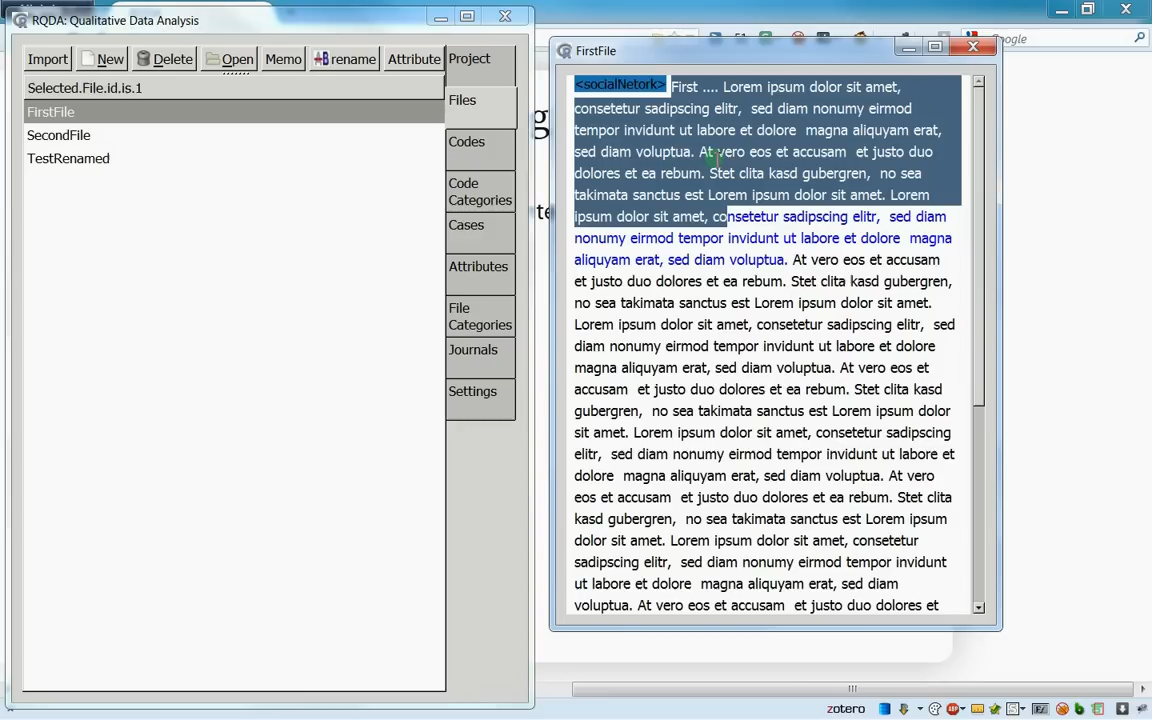 RQDA: Qualitative Data Analysis
Import New Delete Open Memo rename Attribute
Selected.File.id.is.1
FirstFile
SecondFile
TestRenamed
Project
Files
Codes
Code
Categories
Cases
Attributes
File
Categories
Journals
Settings
Google
FirstFile
<socialNetork> First .... Lorem ipsum dolor sit amet,
consetetur sadipscing elitr,  sed diam nonumy eirmod
tempor invidunt ut labore et dolore  magna aliquyam erat,
sed diam voluptua. At vero eos et accusam  et justo duo
dolores et ea rebum. Stet clita kasd gubergren,  no sea
takimata sanctus est Lorem ipsum dolor sit amet. Lorem
ipsum dolor sit amet, consetetur sadipscing elitr,  sed diam
nonumy eirmod tempor invidunt ut labore et dolore  magna
aliquyam erat, sed diam voluptua. At vero eos et accusam
et justo duo dolores et ea rebum. Stet clita kasd gubergren,
no sea takimata sanctus est Lorem ipsum dolor sit amet.
Lorem ipsum dolor sit amet, consetetur sadipscing elitr,  sed
diam nonumy eirmod tempor invidunt ut labore et dolore
magna aliquyam erat, sed diam voluptua. At vero eos et
accusam  et justo duo dolores et ea rebum. Stet clita kasd
gubergren,  no sea takimata sanctus est Lorem ipsum dolor
sit amet. Lorem ipsum dolor sit amet, consetetur sadipscing
elitr,  sed diam nonumy eirmod tempor invidunt ut labore et
dolore  magna aliquyam erat, sed diam voluptua. At vero
eos et accusam  et justo duo dolores et ea rebum. Stet clita
kasd gubergren,  no sea takimata sanctus est Lorem ipsum
dolor sit amet. Lorem ipsum dolor sit amet, consetetur
sadipscing elitr,  sed diam nonumy eirmod tempor invidunt
ut labore et dolore  magna aliquyam erat, sed diam
voluptua. At vero eos et accusam  et justo duo dolores et
zotero